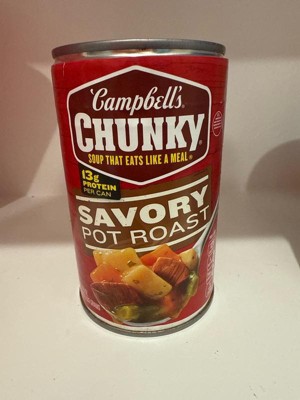 Campbell's®
CHUNKY®
SOUP THAT EATS LIKE A MEAL®
13g
PROTEIN
PER CAN
SAVORY
POT ROAST